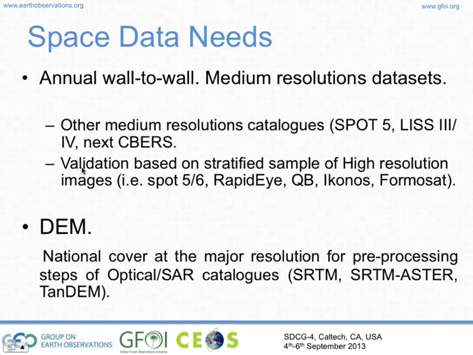 www.earthobservations.org
www.gfoi.org
Space Data Needs
• Annual wall-to-wall. Medium resolutions datasets.
– Other medium resolutions catalogues (SPOT 5, LISS III/
IV, next CBERS.
– Validation based on stratified sample of High resolution
images (i.e. spot 5/6, RapidEye, QB, Ikonos, Formosat).
• DEM.
National cover at the major resolution for pre-processing
steps of Optical/SAR catalogues (SRTM, SRTM-ASTER,
TanDEM).
GROUP ON
EARTH OBSERVATIONS
GFOI
Global Forest Observations Initiative
CEOS
SDCG-4, Caltech, CA, USA
4th-6th September 2013